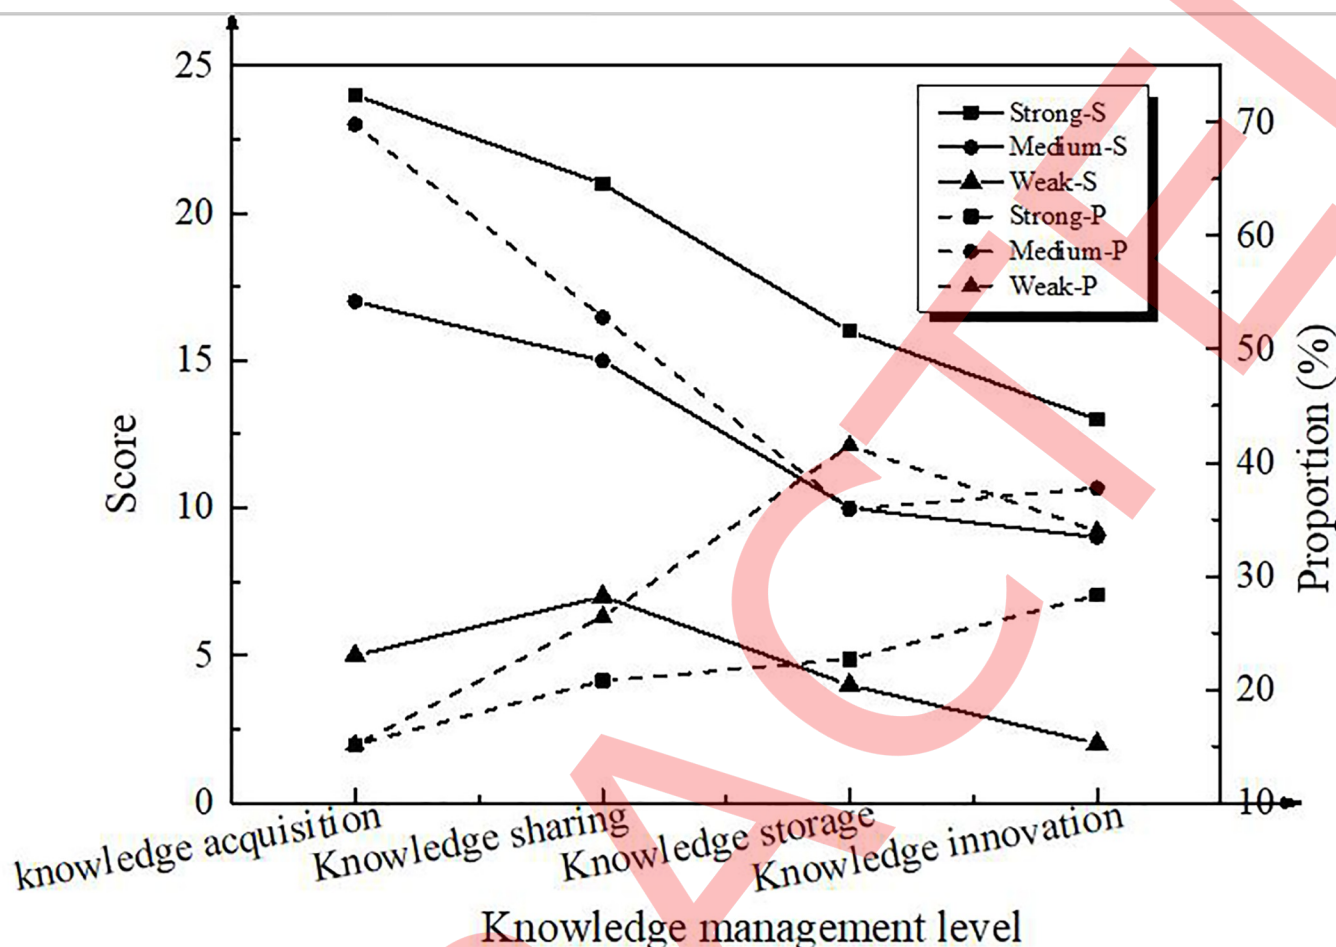 25
20
15
10
5
0
Score
Strong-S
Medium-S
Weak-S
Strong-P
Medium-P
Weak-P
70
60
50
40
30
20
10
Proportion (%)
knowledge acquisition
Knowledge sharing
Knowledge storage
Knowledge innovation
Knowledge management level